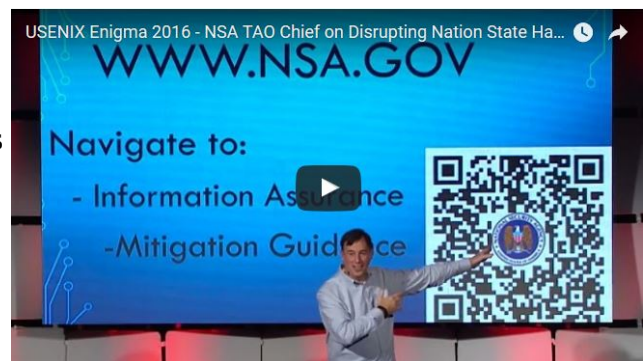 USENIX Enigma 2016 - NSA TAO Chief on Disrupting Nation State Ha...
WWW.NSA.GOV
Navigate to:
- Information Assurance
-Mitigation Guidance
s